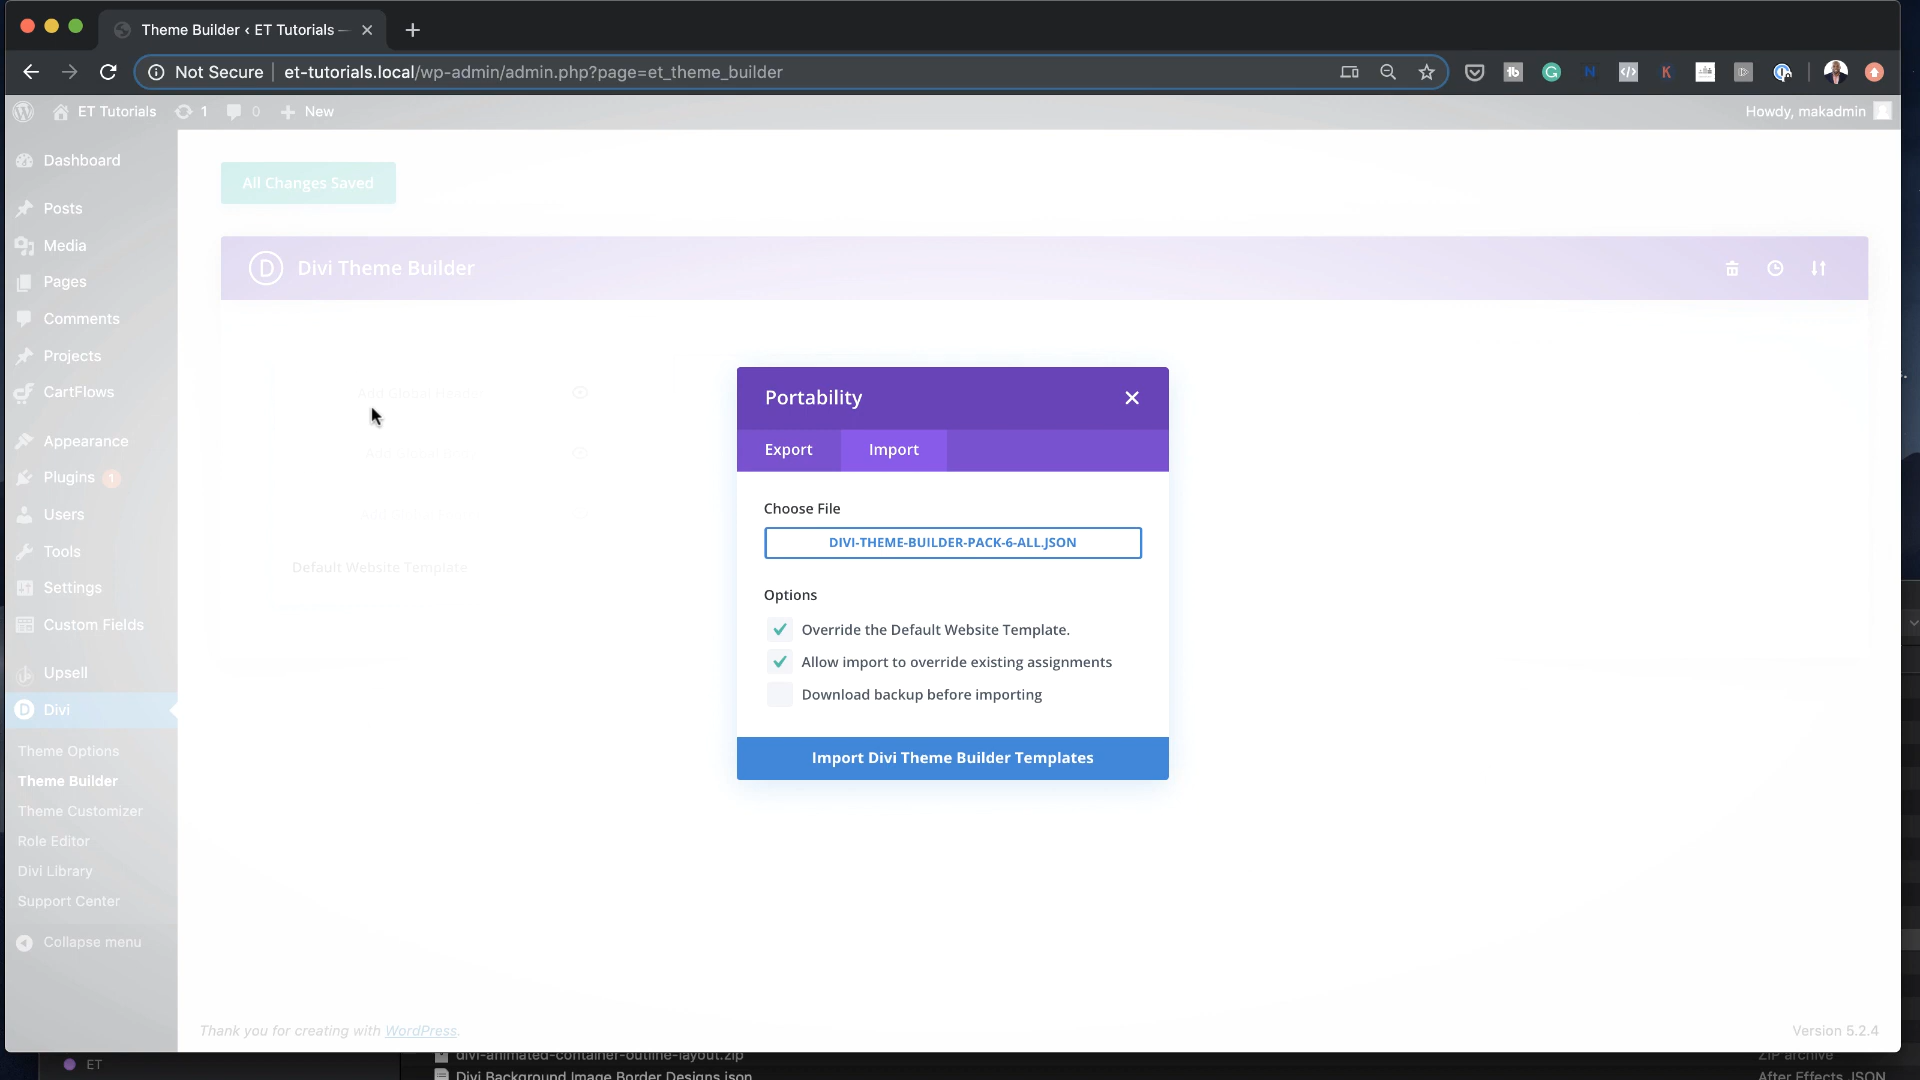 Theme Builder ‹ ET Tutorials —
Not Secure
et-tutorials.local/wp-admin/admin.php?page=et_theme_builder
ET Tutorials
1
0
New
Howdy, makadmin
Dashboard
Posts
Media
Pages
Comments
Projects
CartFlows
Appearance
Plugins 1
Users
Tools
Settings
Custom Fields
Upsell
Divi
Theme Options
Theme Builder
Theme Customizer
Role Editor
Divi Library
Support Center
Collapse menu
All Changes Saved
D Divi Theme Builder
Add Global Header
Default Website Template
Portability
Export
Import
Choose File
DIVI-THEME-BUILDER-PACK-6-ALL.JSON
Options
Override the Default Website Template.
Allow import to override existing assignments
Download backup before importing
Import Divi Theme Builder Templates
Thank you for creating with WordPress.
Version 5.2.4
ET
divi-animated-container-outline-layout.zip
ZIP archive
Divi Background Image Border Designs.json
After Effects JSON